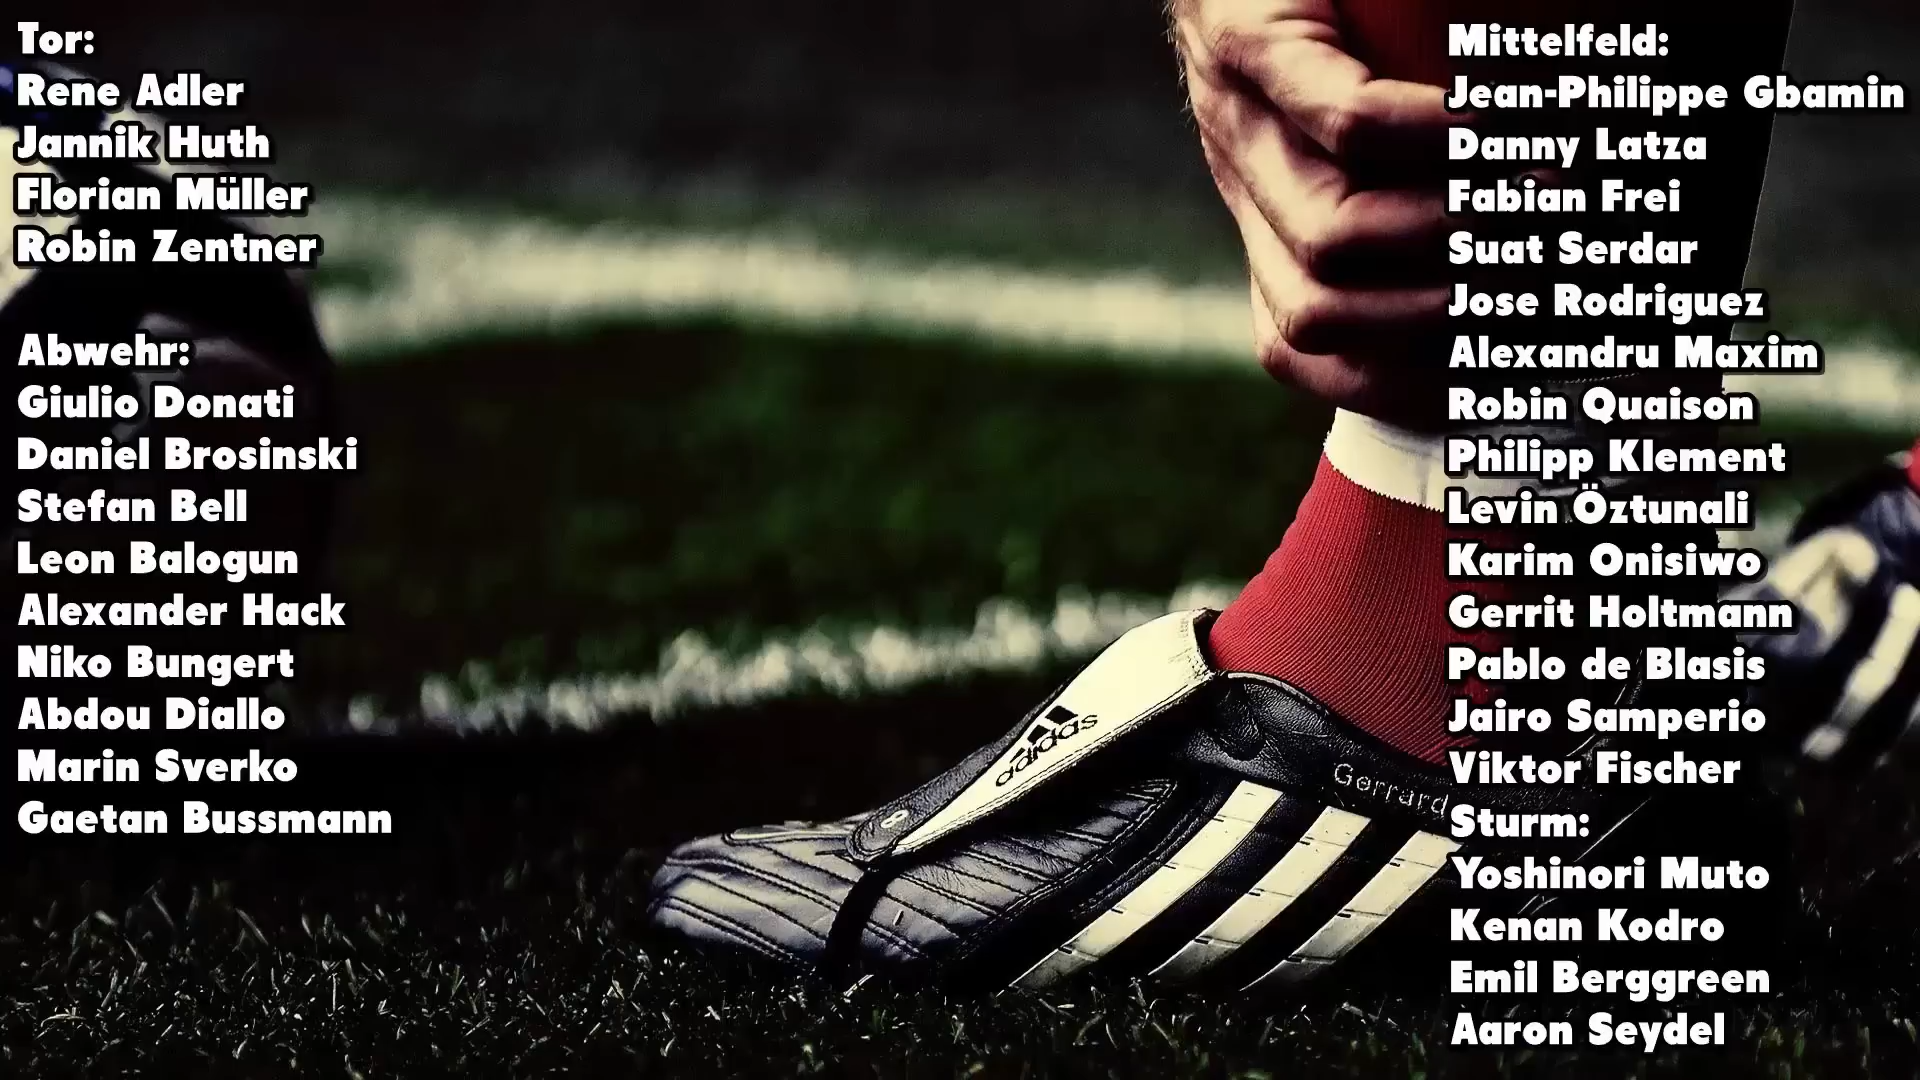 Tor:
Rene Adler
Jannik Huth
Florian Müller
Robin Zentner
Abwehr:
Giulio Donati
Daniel Brosinski
Stefan Bell
Leon Balogun
Alexander Hack
Niko Bungert
Abdou Diallo
Marin Sverko
Gaetan Bussmann
Mittelfeld:
Jean-Philippe Gbamin
Danny Latza
Fabian Frei
Suat Serdar
Jose Rodriguez
Alexandru Maxim
Robin Quaison
Philipp Klement
Levin Öztunali
Karim Onisiwo
Gerrit Holtmann
Pablo de Blasis
Jairo Samperio
Viktor Fischer
Sturm:
Yoshinori Muto
Kenan Kodro
Emil Berggreen
Aaron Seydel
adidas
8
Gerrard